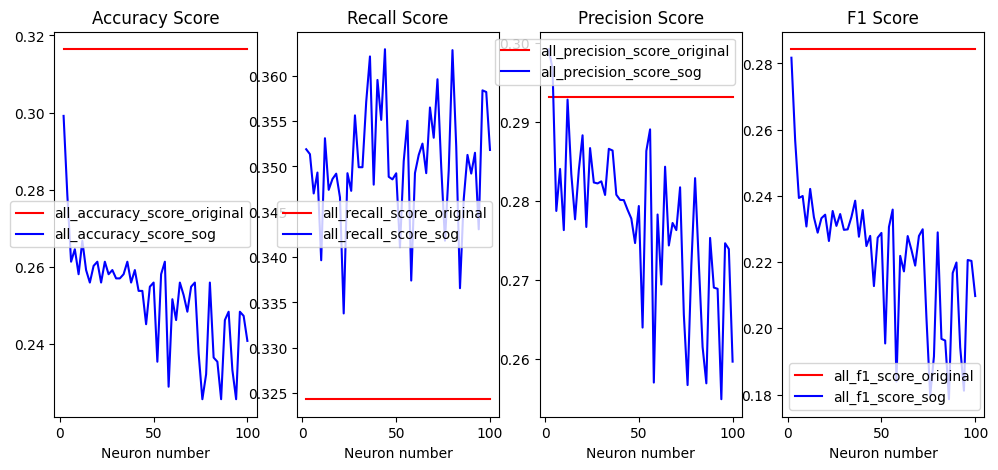 Accuracy Score
0.32
0.30
0.28
0.26
0.24
all_accuracy_score_original
all_accuracy_score_sog
0
50
100
Neuron number
Recall Score
0.360
0.355
0.350
0.345
0.340
0.335
0.330
0.325
all_recall_score_original
all_recall_score_sog
0
50
100
Neuron number
Precision Score
0.30
0.29
0.28
0.27
0.26
all_precision_score_original
all_precision_score_sog
0
50
100
Neuron number
F1 Score
0.28
0.26
0.24
0.22
0.20
0.18
all_f1_score_original
all_f1_score_sog
0
50
100
Neuron number